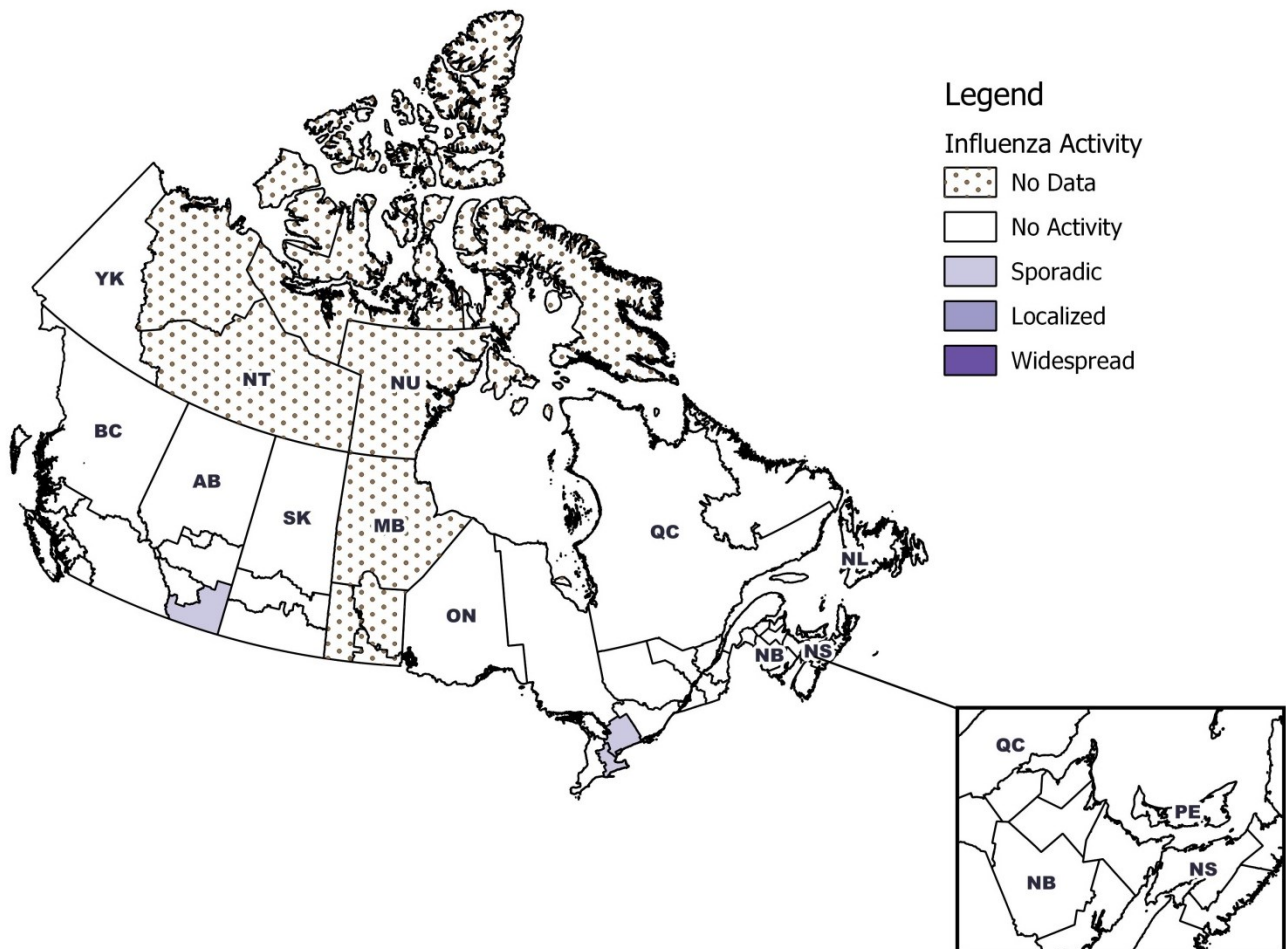 Legend
Influenza Activity
No Data
No Activity
Sporadic
Localized
Widespread
YK
NT
NU
BC
AB
SK
MB
ON
QC
NL
NB
NS
QC
PE
NB
NS